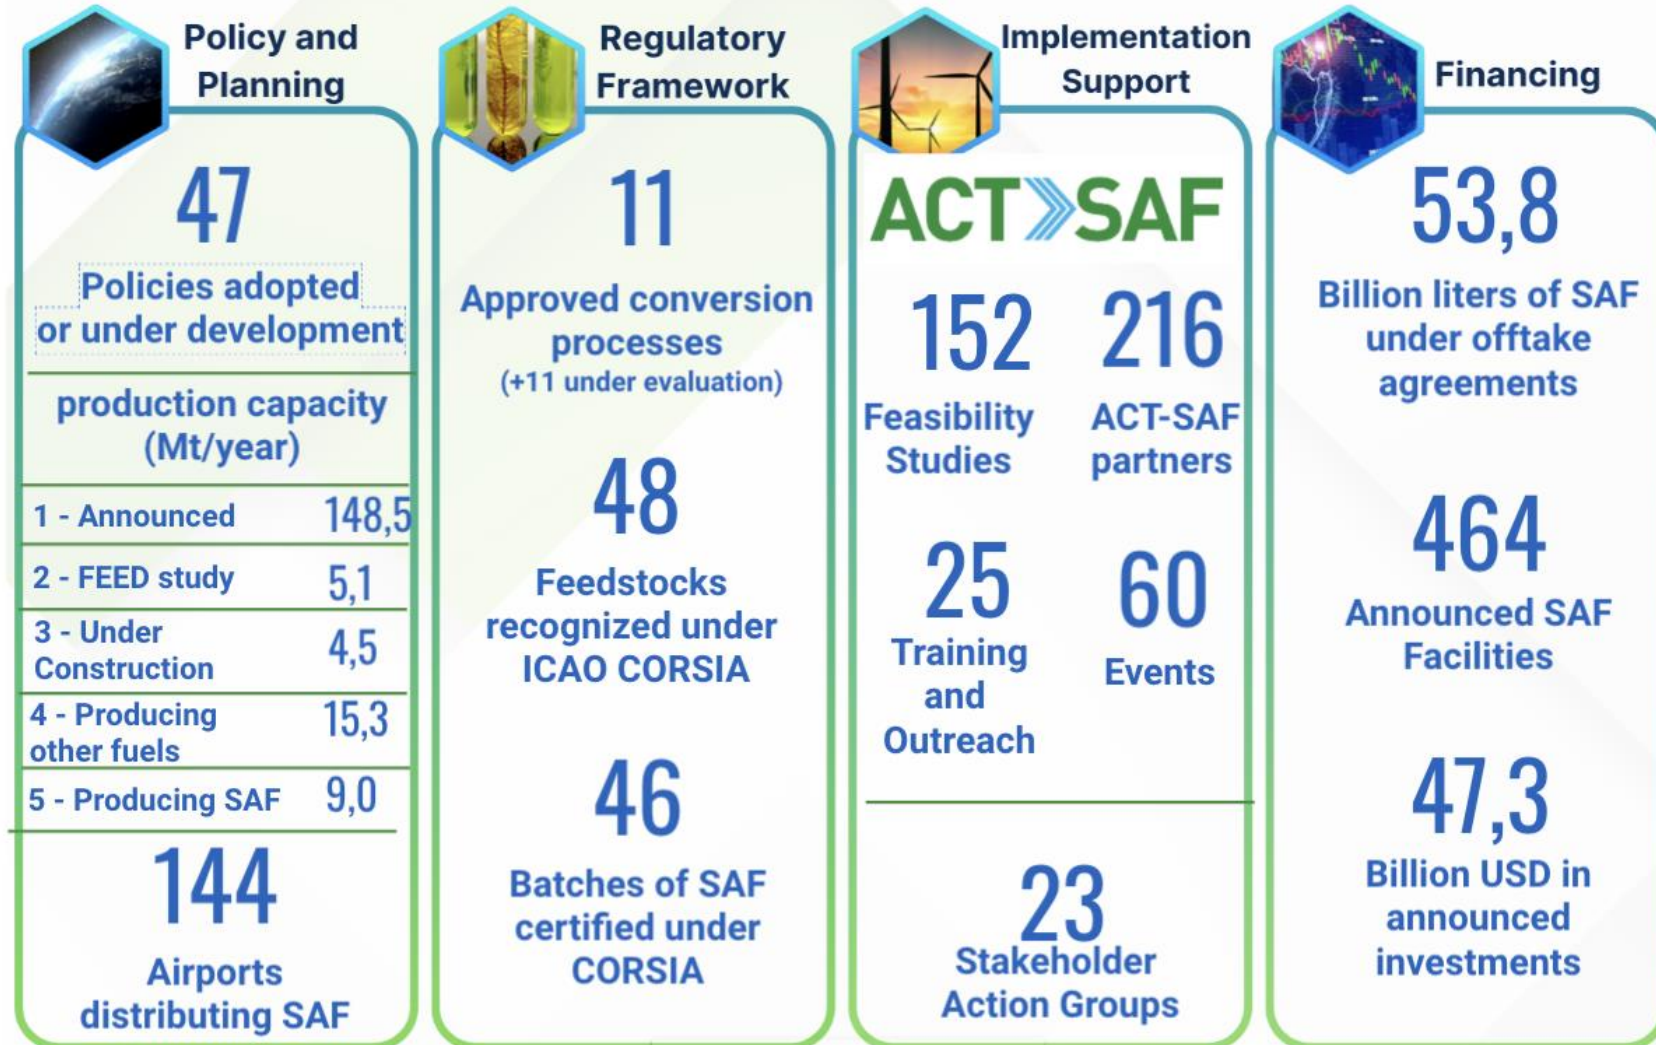 Policy and
Planning
47
Policies adopted
or under development
production capacity
(Mt/year)
1 - Announced 148,5
2 - FEED study 5,1
3 - Under
Construction 4,5
4 - Producing
other fuels 15,3
5 - Producing SAF 9,0
144
Airports
distributing SAF
Regulatory
Framework
11
Approved conversion
processes
(+11 under evaluation)
48
Feedstocks
recognized under
ICAO CORSIA
46
Batches of SAF
certified under
CORSIA
Implementation
Support
ACT SAF
152 216
Feasibility ACT-SAF
Studies partners
25 60
Training Events
and
Outreach
23
Stakeholder
Action Groups
Financing
53,8
Billion liters of SAF
under offtake
agreements
464
Announced SAF
Facilities
47,3
Billion USD in
announced
investments